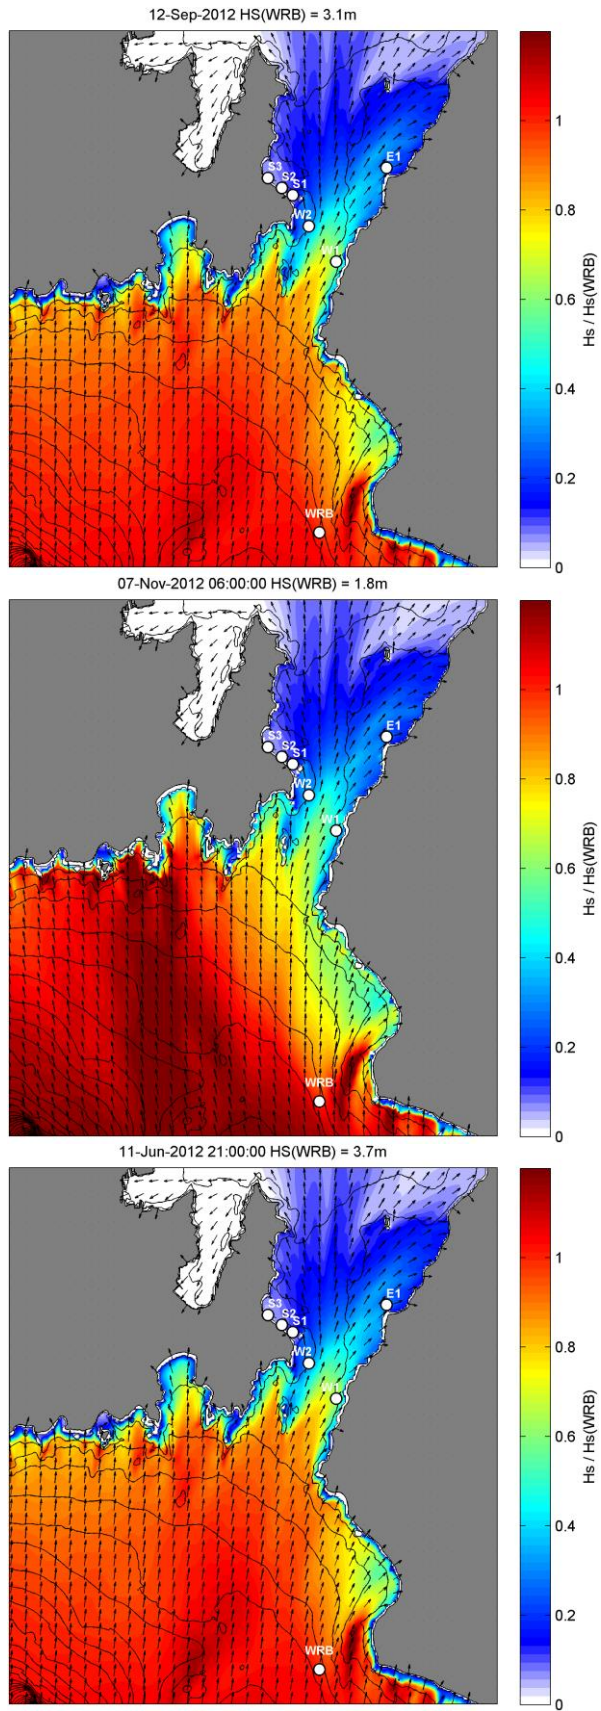 12-Sep-2012 HS(WRB) = 3.1m
S3
S2
S1
E1
W2
W1
WRB
1
0.8
0.6
0.4
0.2
0
Hs / Hs(WRB)
07-Nov-2012 06:00:00 HS(WRB) = 1.8m
S3
S2
S1
E1
W2
W1
WRB
1
0.8
0.6
0.4
0.2
0
Hs / Hs(WRB)
11-Jun-2012 21:00:00 HS(WRB) = 3.7m
S3
S2
S1
E1
W2
W1
WRB
1
0.8
0.6
0.4
0.2
0
Hs / Hs(WRB)